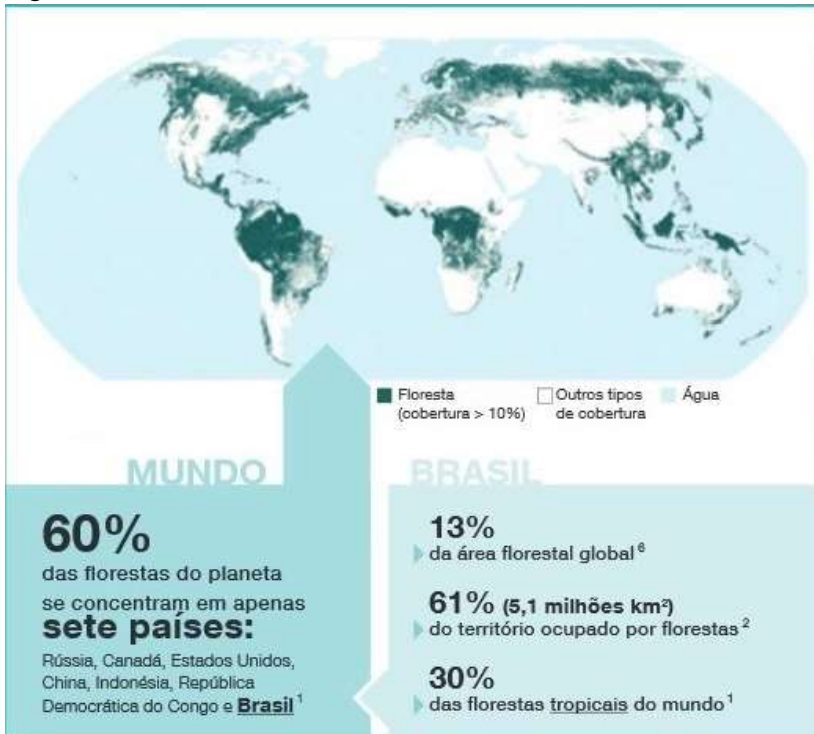 Floresta
(cobertura > 10%)
Outros tipos
de cobertura
Água
MUNDO
60%
das florestas do planeta
se concentram em apenas
sete países:
Rússia, Canadá, Estados Unidos,
China, Indonésia, República
Democrática do Congo e Brasil¹
BRASIL
13%
da área florestal global⁶
61% (5,1 milhões km²)
do território ocupado por florestas²
30%
das florestas tropicais do mundo¹